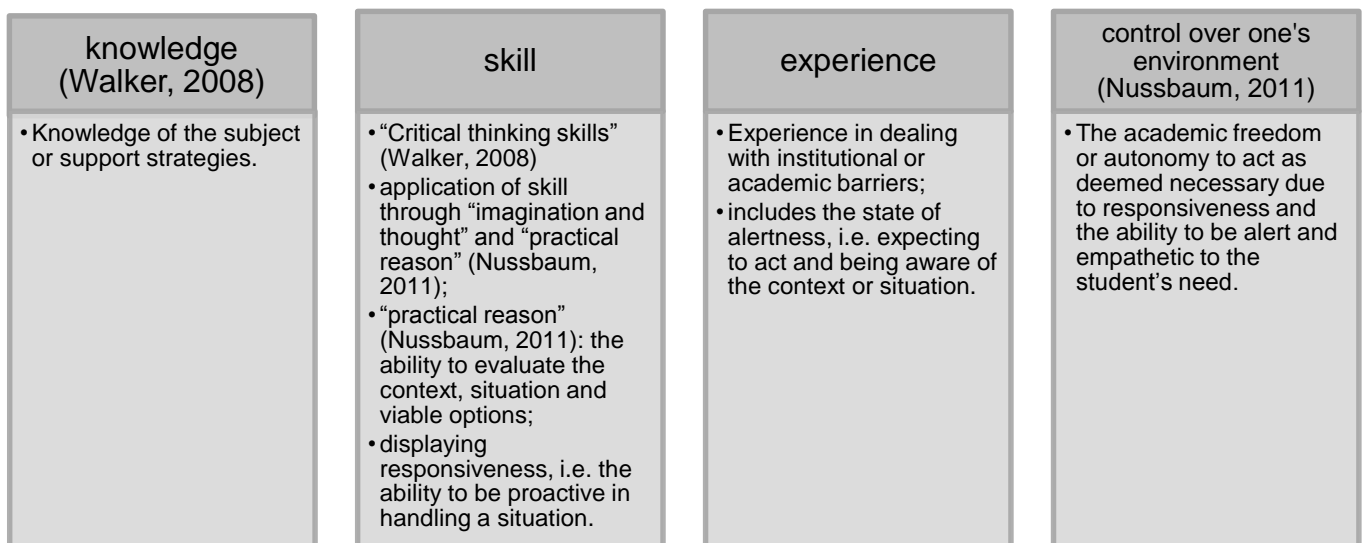 knowledge
(Walker, 2008)
• Knowledge of the subject
or support strategies.
skill
• “Critical thinking skills”
(Walker, 2008)
• application of skill
through “imagination and
thought” and “practical
reason” (Nussbaum,
2011);
• “practical reason”
(Nussbaum, 2011): the
ability to evaluate the
context, situation and
viable options;
• displaying
responsiveness, i.e. the
ability to be proactive in
handling a situation.
experience
• Experience in dealing
with institutional or
academic barriers;
• includes the state of
alertness, i.e. expecting
to act and being aware of
the context or situation.
control over one's
environment
(Nussbaum, 2011)
• The academic freedom
or autonomy to act as
deemed necessary due
to responsiveness and
the ability to be alert and
empathetic to the
student’s need.